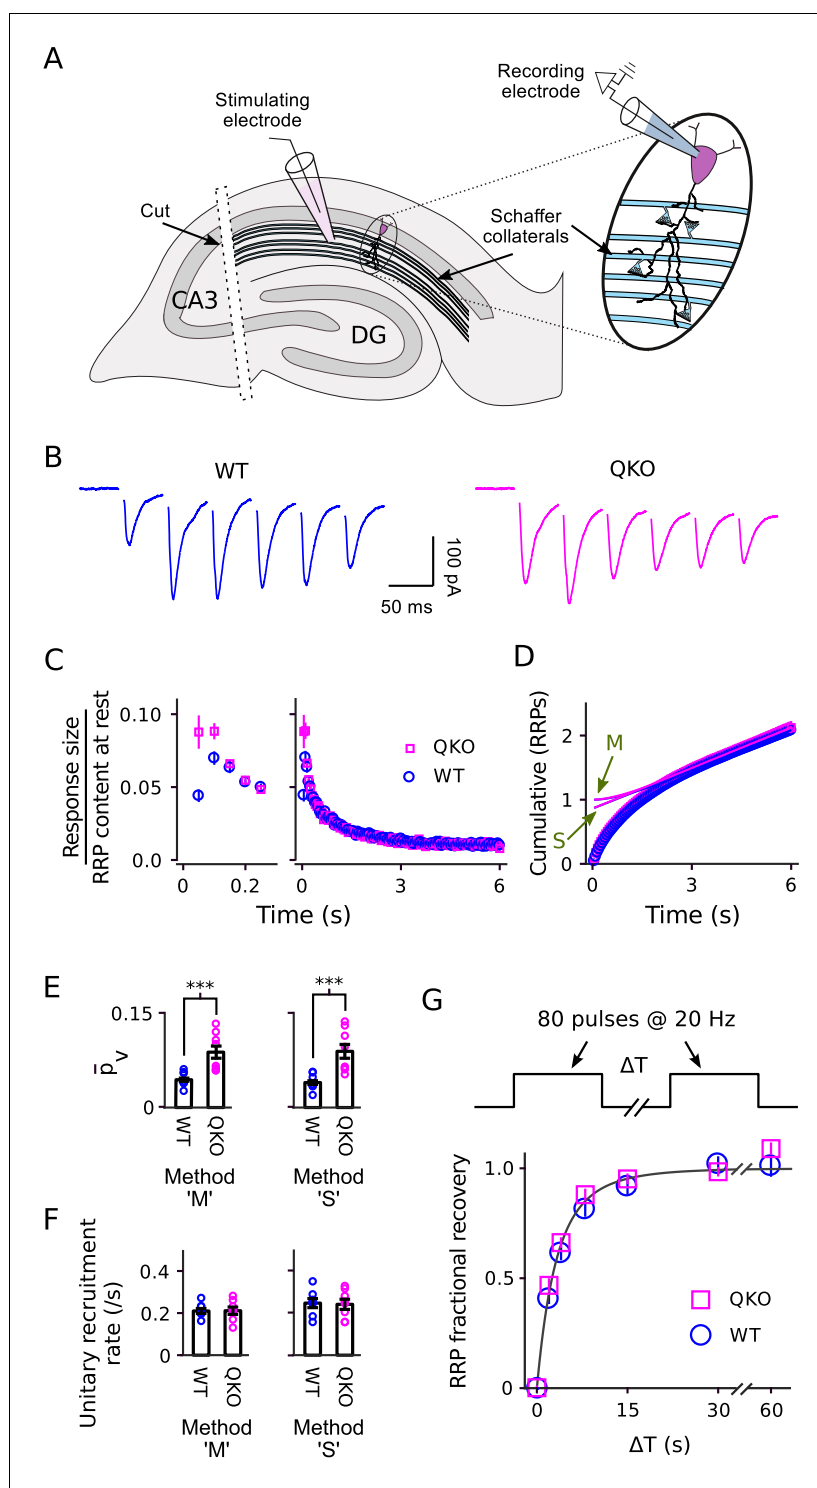 A
Stimulating
electrode
Recording
electrode
Cut
Schaffer
collaterals
CA3
DG
B
WT
QKO
100 pA
50 ms
C
Response size
RRP content at rest
0.10
0.05
0.0
0
0.2
0
3
6
Time (s)
QKO
WT
D
Cumulative (RRPs)
2
1
0
M
S
0
3
6
Time (s)
E
p̄v
0.15
0
***
***
WT
QKO
WT
QKO
Method
'M'
Method
'S'
F
Unitary recruitment
rate (/s)
0.4
0.2
0
WT
QKO
WT
QKO
Method
'M'
Method
'S'
G
80 pulses @ 20 Hz
ΔT
RRP fractional recovery
1.0
0.5
0
QKO
WT
0
15
30
60
ΔT (s)